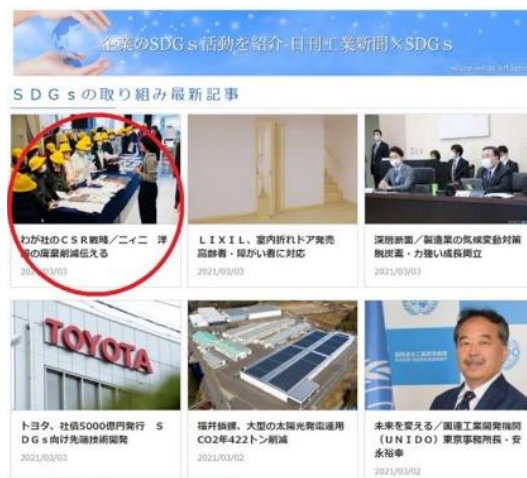 企業のSDGs活動を紹介-日刊工業新聞×SDGs
SDGsの取り組み最新記事
わが社のCSR戦略/ニィニ 洋
の廃棄削減伝える
2021/03/03
LIXIL、室内折れドア発売
高齢者・障がい者に対応
2021/03/03
深層断面/製造業の気候変動対策
脱炭素・力強い成長両立
2021/03/03
TOYOTA
トヨタ、社債5000億円発行 S
DGs向け先端技術開発
2021/03/03
福井鋲螺、大型の太陽光発電運用
CO2年422トン削減
2021/03/02
未来を変える/国連工業開発機関
(UNIDO)東京事務所長・安
永裕幸
2021/03/02